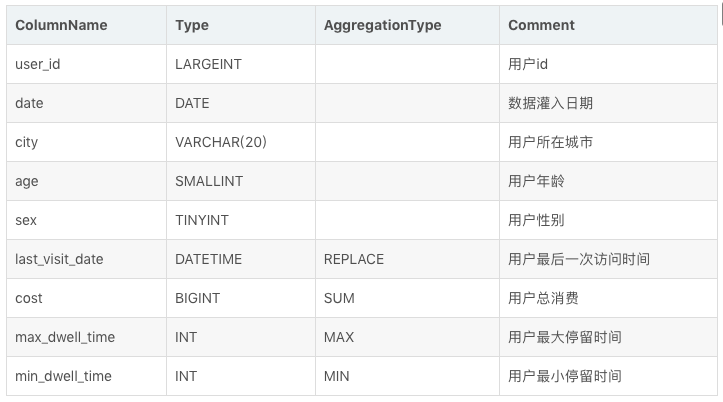 ColumnName Type AggregationType Comment
user_id LARGEINT 用户id
date DATE 数据灌入日期
city VARCHAR(20) 用户所在城市
age SMALLINT 用户年龄
sex TINYINT 用户性别
last_visit_date DATETIME REPLACE 用户最后一次访问时间
cost BIGINT SUM 用户总消费
max_dwell_time INT MAX 用户最大停留时间
min_dwell_time INT MIN 用户最小停留时间